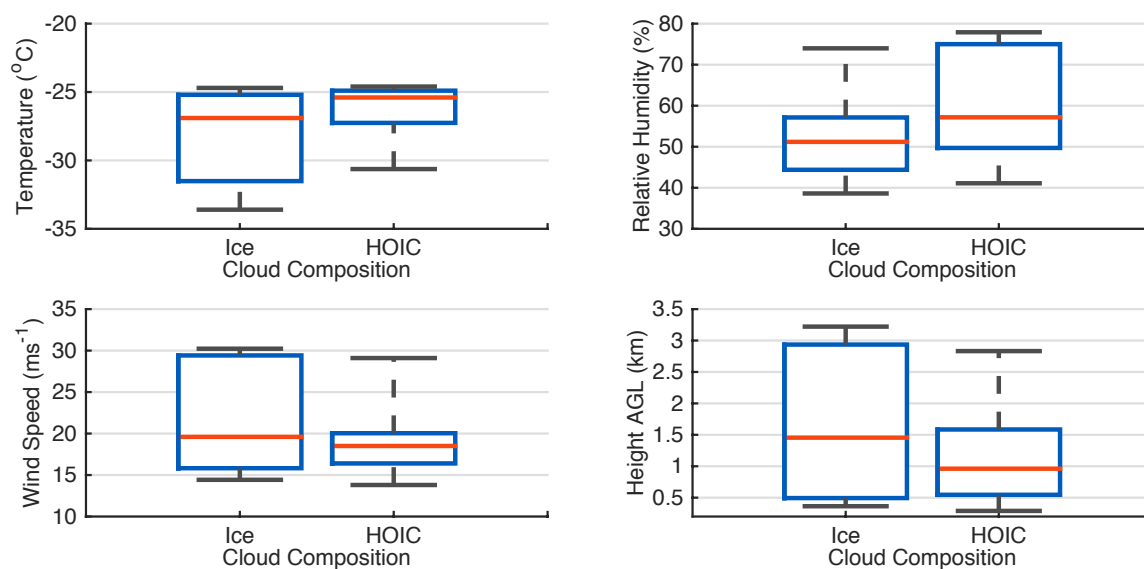 Temperature (°C)
-20
-25
-30
-35
Ice
HOIC
Cloud Composition
Relative Humidity (%)
80
70
60
50
40
30
Ice
HOIC
Cloud Composition
Wind Speed (ms⁻¹)
35
30
25
20
15
10
Ice
HOIC
Cloud Composition
Height AGL (km)
3.5
3
2.5
2
1.5
1
0.5
Ice
HOIC
Cloud Composition